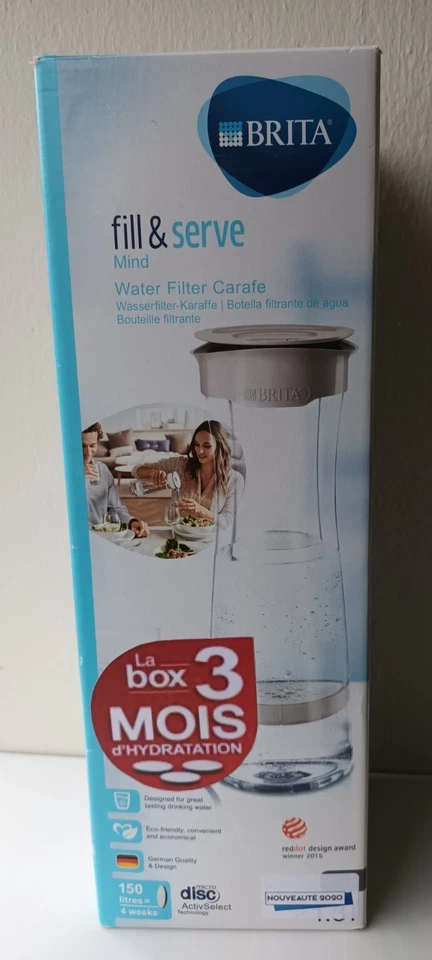 BRITA®
fill & serve
Mind
Water Filter Carafe
Wasserfilter-Karaffe | Botella filtrante de agua
Bouteille filtrante
BRITA
La
box 3
MOIS
d'HYDRATATION
Designed for great
tasting drinking water
Eco-friendly, convenient
and economical
German Quality
& Design
reddot design award
winner 2015
150
litres =
4 weeks
micro
disc
ActivSelect
Technology
NOUVEAUTÉ 2020